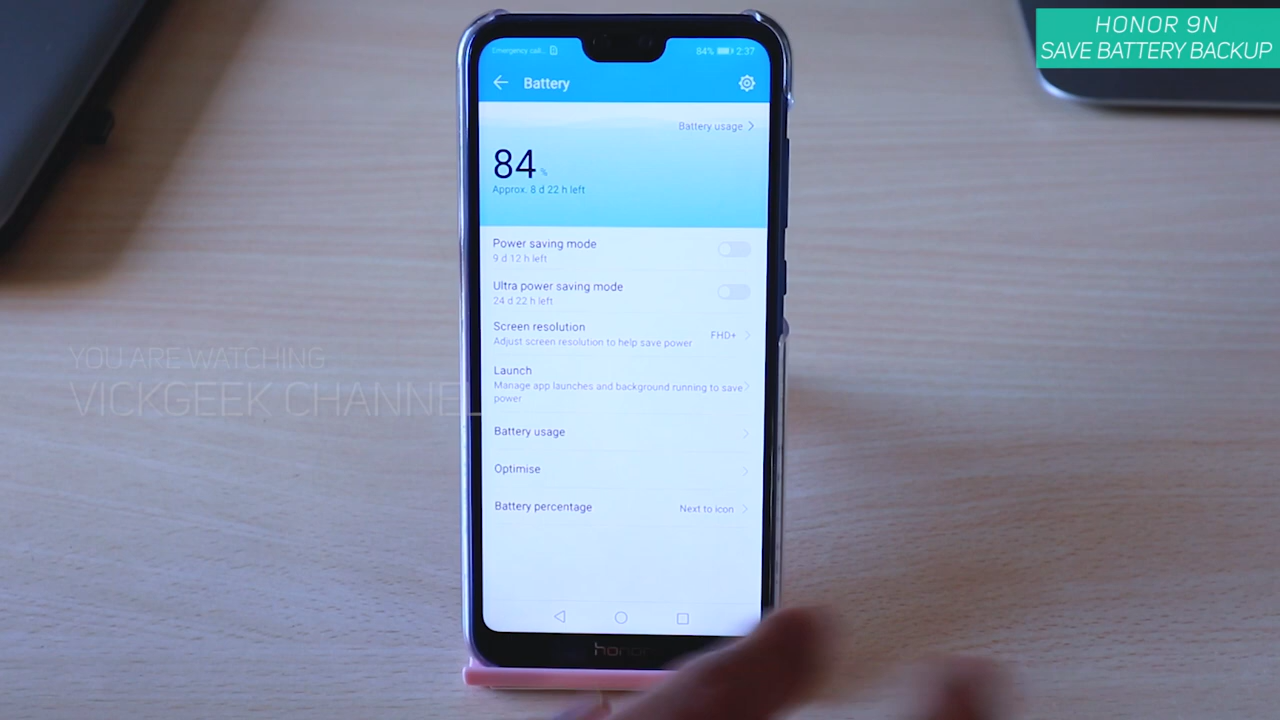 HONOR 9N
SAVE BATTERY BACKUP
Emergency call...
84% 2:37
Battery
Battery usage
84 %
Approx. 8 d 22 h left
Power saving mode
9 d 12 h left
Ultra power saving mode
24 d 22 h left
Screen resolution
FHD+
Adjust screen resolution to help save power
Launch
Manage app launches and background running to save
power
Battery usage
Optimise
Battery percentage
Next to icon
YOU ARE WATCHING
VICKGEEK CHANNEL
honor